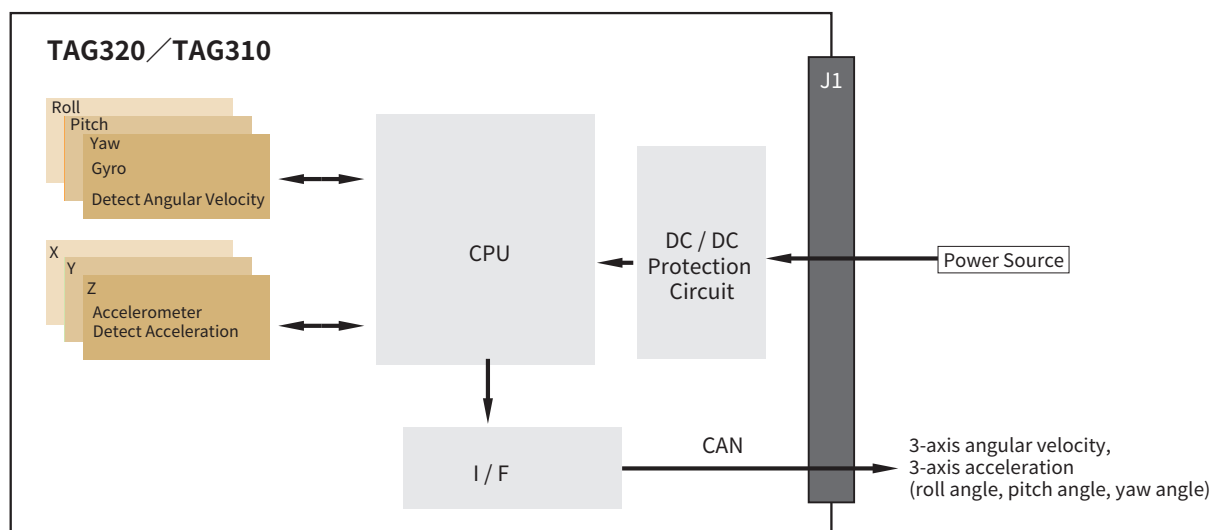 TAG320／TAG310
J1
Roll
Pitch
Yaw
Gyro
Detect Angular Velocity
X
Y
Z
Accelerometer
Detect Acceleration
CPU
DC / DC
Protection
Circuit
Power Source
I / F
CAN
3-axis angular velocity,
3-axis acceleration
(roll angle, pitch angle, yaw angle)